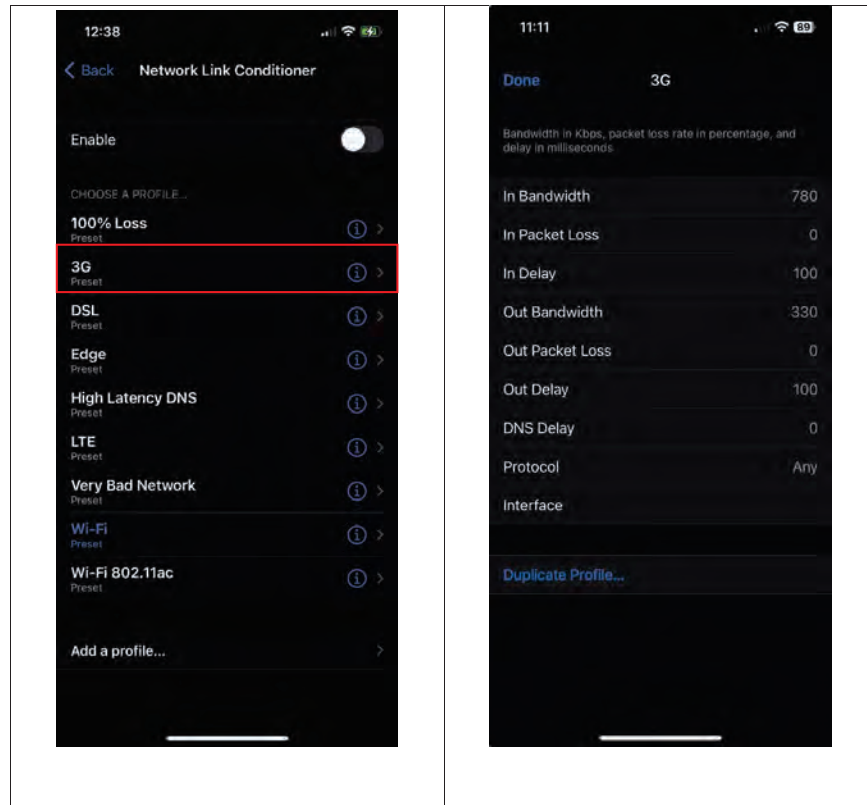 12:38
Back Network Link Conditioner
Enable
CHOOSE A PROFILE...
100% Loss
Preset
3G
Preset
DSL
Preset
Edge
Preset
High Latency DNS
Preset
LTE
Preset
Very Bad Network
Preset
Wi-Fi
Preset
Wi-Fi 802.11ac
Preset
Add a profile...
11:11 89
Done 3G
Bandwidth in Kbps, packet loss rate in percentage, and
delay in milliseconds
In Bandwidth 780
In Packet Loss 0
In Delay 100
Out Bandwidth 330
Out Packet Loss 0
Out Delay 100
DNS Delay 0
Protocol Any
Interface
Duplicate Profile...